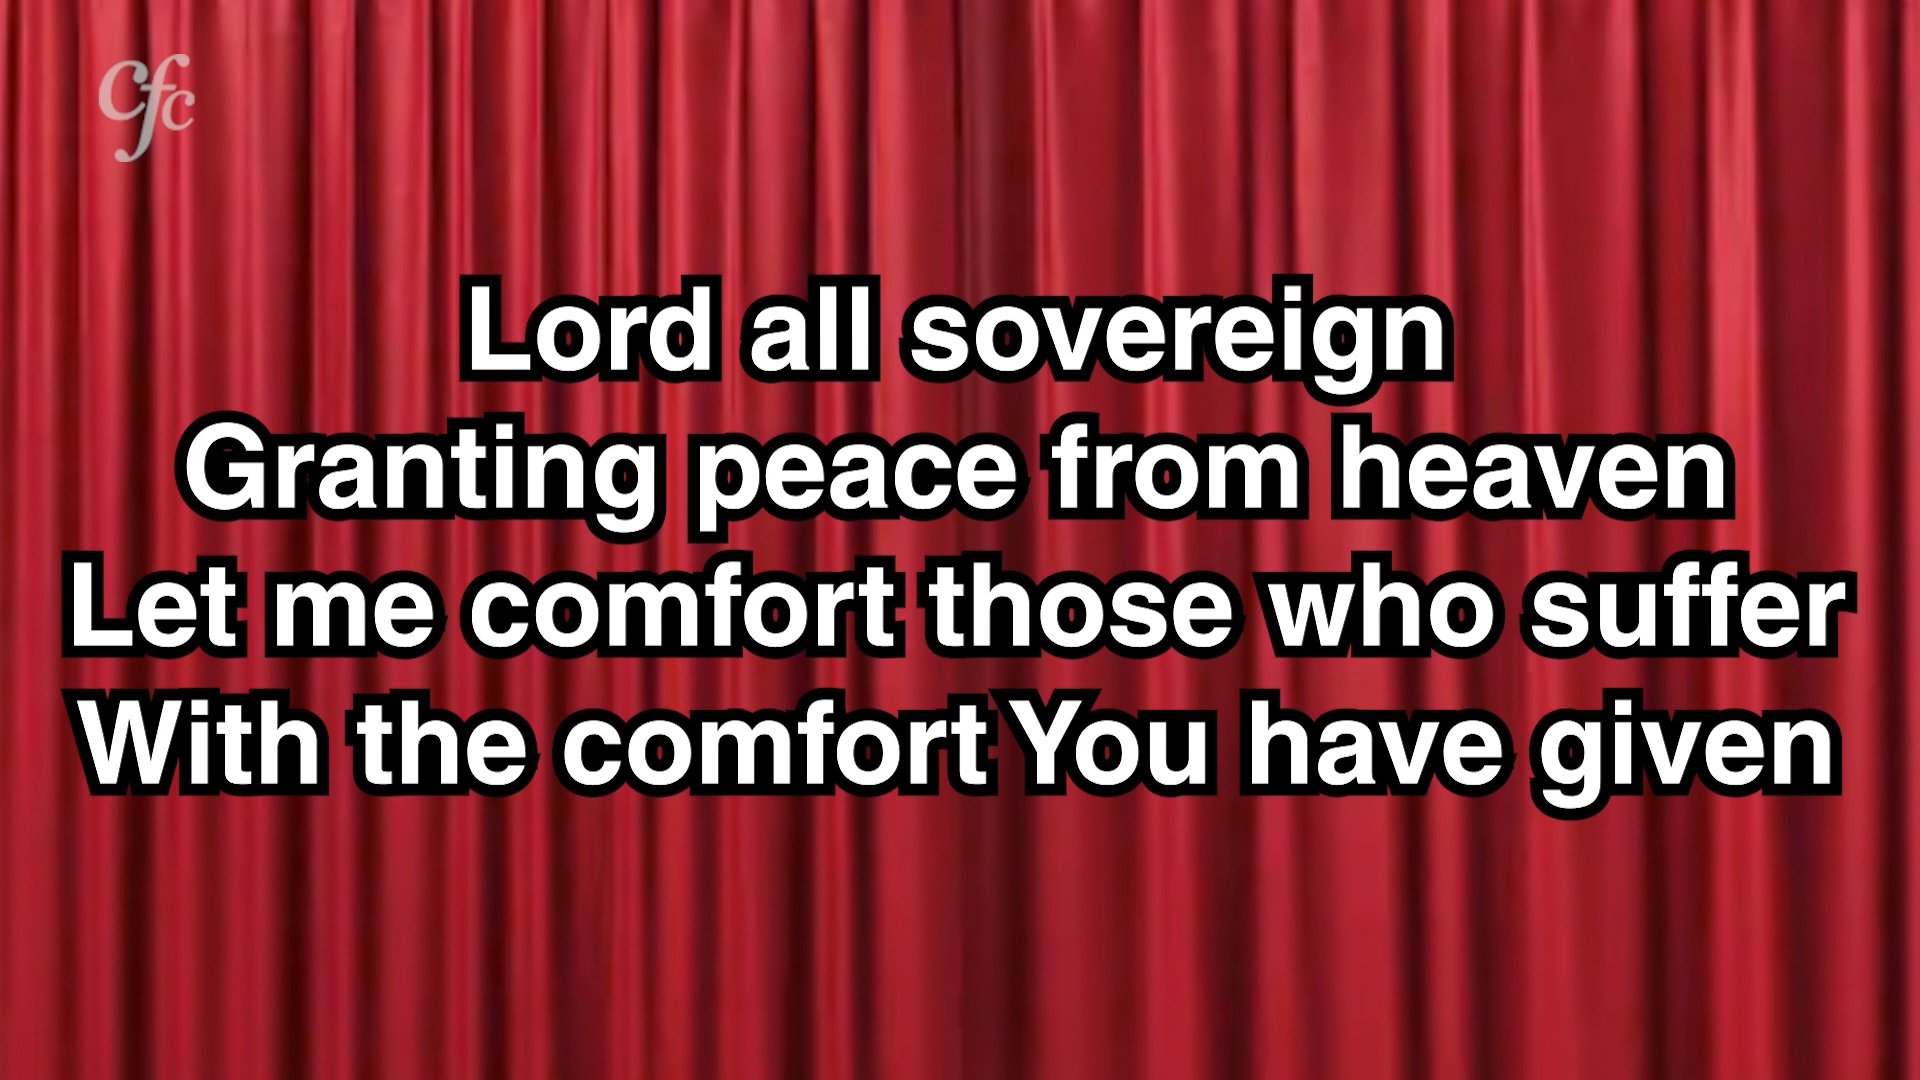 cfc
Lord all sovereign
Granting peace from heaven
Let me comfort those who suffer
With the comfort You have given